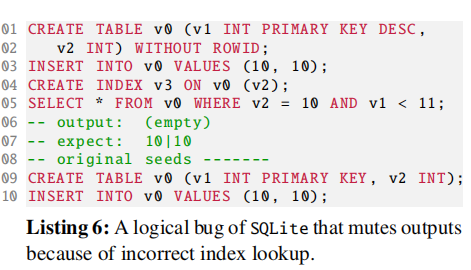 01 CREATE TABLE v0 (v1 INT PRIMARY KEY DESC,
02    v2 INT) WITHOUT ROWID;
03 INSERT INTO v0 VALUES (10, 10);
04 CREATE INDEX v3 ON v0 (v2);
05 SELECT * FROM v0 WHERE v2 = 10 AND v1 < 11;
06 -- output:  (empty)
07 -- expect:  10|10
08 -- original seeds -------
09 CREATE TABLE v0 (v1 INT PRIMARY KEY, v2 INT);
10 INSERT INTO v0 VALUES (10, 10);
Listing 6: A logical bug of SQLite that mutes outputs
because of incorrect index lookup.